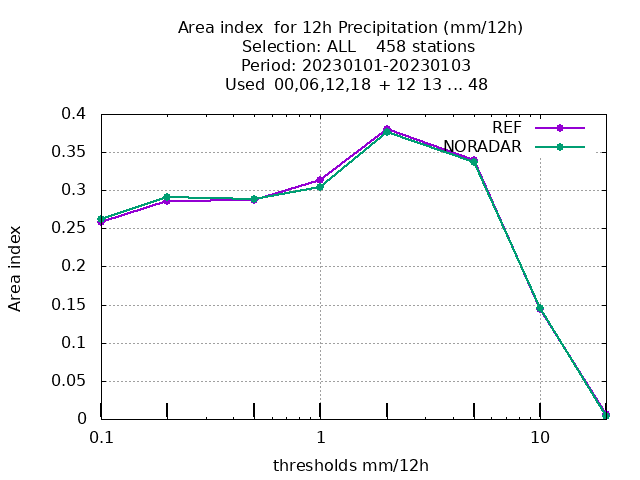 Area index  for 12h Precipitation (mm/12h)
Selection: ALL    458 stations
Period: 20230101-20230103
Used  00,06,12,18  + 12 13 ... 48
0.4
0.35
0.3
0.25
0.2
0.15
0.1
0.05
0
Area index
REF
NORADAR
0.1
1
10
thresholds mm/12h